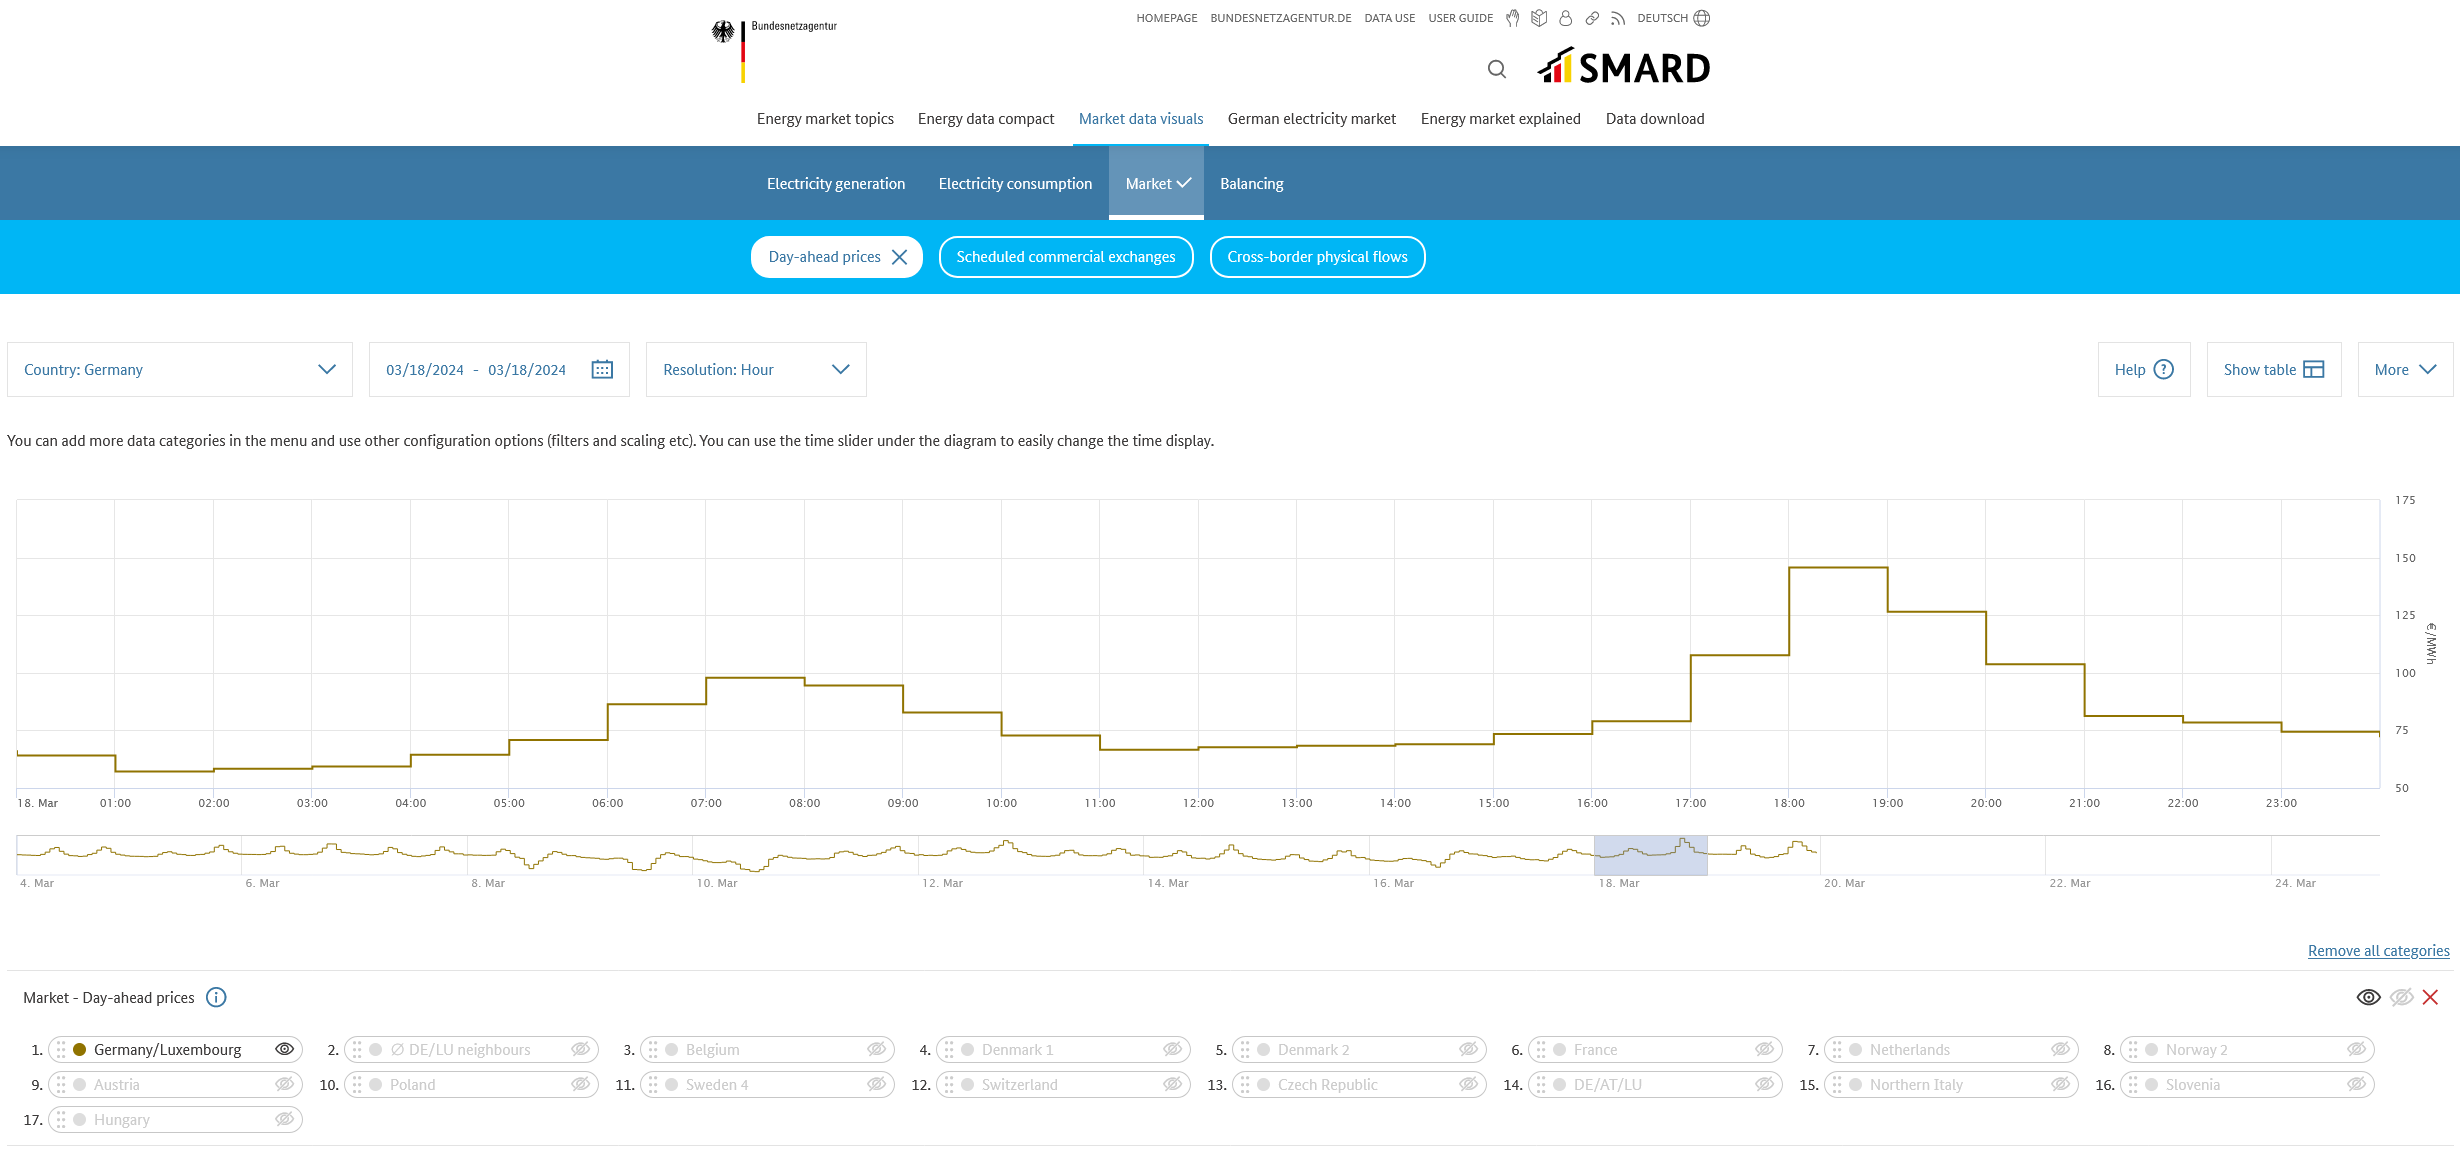 Bundesnetzagentur
HOMEPAGE BUNDESNETZAGENTUR.DE DATA USE USER GUIDE DEUTSCH
SMARD
Energy market topics Energy data compact Market data visuals German electricity market Energy market explained Data download
Electricity generation Electricity consumption Market Balancing
Day-ahead prices Scheduled commercial exchanges Cross-border physical flows
Country: Germany 03/18/2024 - 03/18/2024 Resolution: Hour Help Show table More
You can add more data categories in the menu and use other configuration options (filters and scaling etc). You can use the time slider under the diagram to easily change the time display.
175
150
125
€/MWh
100
75
50
18. Mar 01:00 02:00 03:00 04:00 05:00 06:00 07:00 08:00 09:00 10:00 11:00 12:00 13:00 14:00 15:00 16:00 17:00 18:00 19:00 20:00 21:00 22:00 23:00
4. Mar 6. Mar 8. Mar 10. Mar 12. Mar 14. Mar 16. Mar 18. Mar 20. Mar 22. Mar 24. Mar
Remove all categories
Market - Day-ahead prices
1. Germany/Luxembourg 2. ∅ DE/LU neighbours 3. Belgium 4. Denmark 1 5. Denmark 2 6. France 7. Netherlands 8. Norway 2
9. Austria 10. Poland 11. Sweden 4 12. Switzerland 13. Czech Republic 14. DE/AT/LU 15. Northern Italy 16. Slovenia
17. Hungary